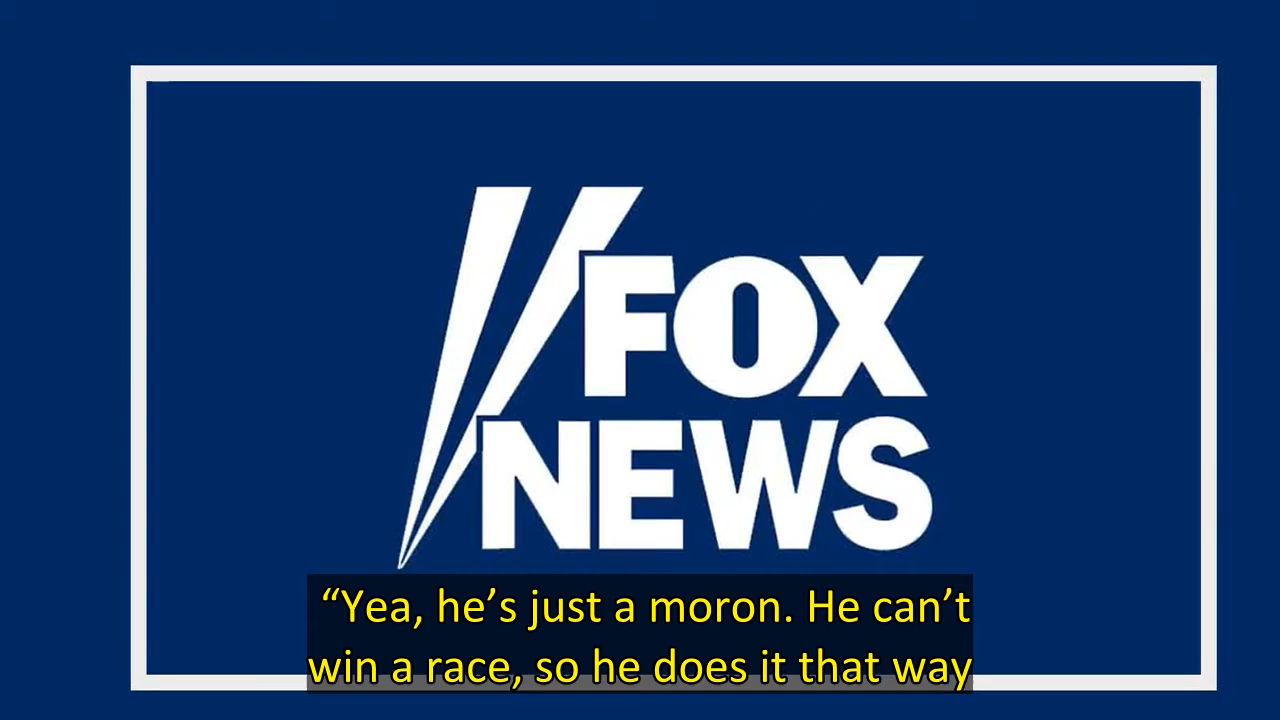 FOX
NEWS
“Yea, he’s just a moron. He can’t
win a race, so he does it that way